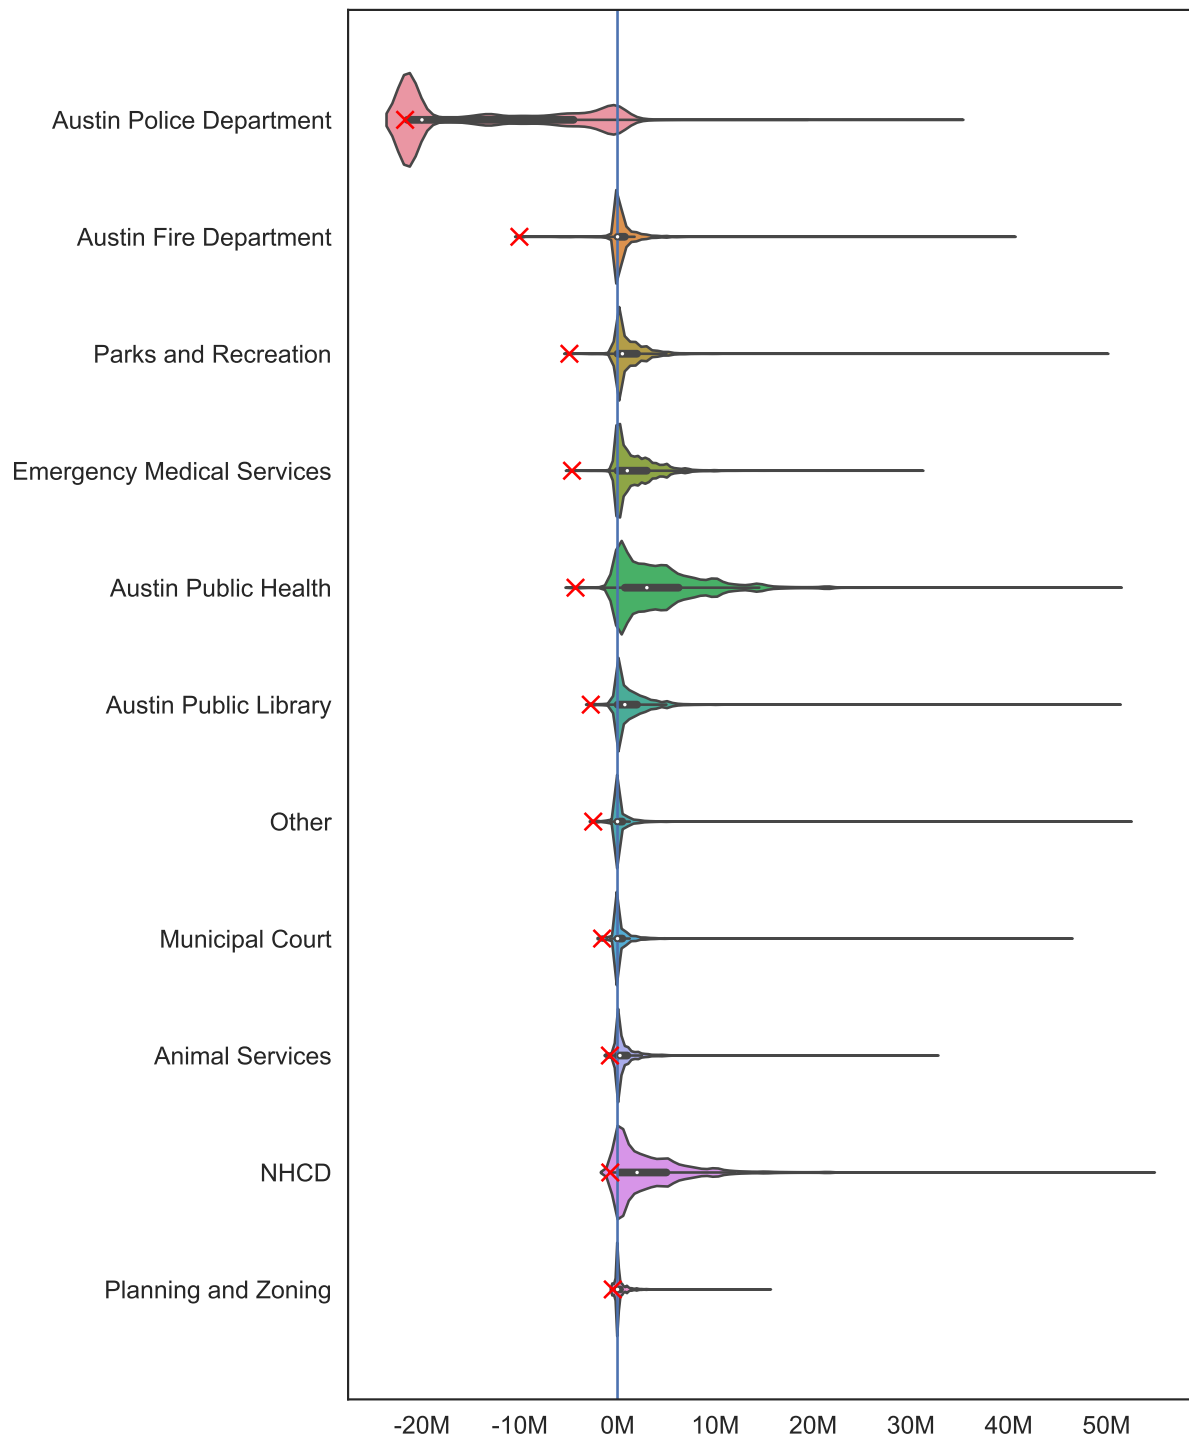 Austin Police Department
Austin Fire Department
Parks and Recreation
Emergency Medical Services
Austin Public Health
Austin Public Library
Other
Municipal Court
Animal Services
NHCD
Planning and Zoning
-20M -10M 0M 10M 20M 30M 40M 50M